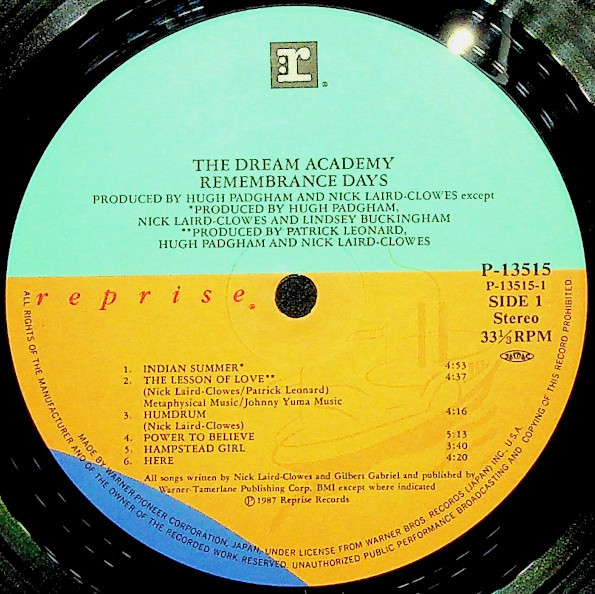 r
®
THE DREAM ACADEMY
REMEMBRANCE DAYS
PRODUCED BY HUGH PADGHAM AND NICK LAIRD-CLOWES except
*PRODUCED BY HUGH PADGHAM,
NICK LAIRD-CLOWES AND LINDSEY BUCKINGHAM
**PRODUCED BY PATRICK LEONARD,
HUGH PADGHAM AND NICK LAIRD-CLOWES
reprise®
P-13515
P-13515-1
SIDE 1
Stereo
33⅓RPM
JASRAC
1. INDIAN SUMMER* 4:53
2. THE LESSON OF LOVE** 4:37
(Nick Laird-Clowes/Patrick Leonard)
Metaphysical Music/Johnny Yuma Music
3. HUMDRUM 4:16
(Nick Laird-Clowes)
4. POWER TO BELIEVE 5:13
5. HAMPSTEAD GIRL 3:40
6. HERE 4:20
All songs written by Nick Laird-Clowes and Gilbert Gabriel and published by
Warner-Tamerlane Publishing Corp. BMI except where indicated
Ⓟ1987 Reprise Records
MADE BY WARNER-PIONEER CORPORATION, JAPAN, UNDER LICENSE FROM WARNER BROS. RECORDS (JAPAN) INC. U.S.A.
ALL RIGHTS OF THE MANUFACTURER AND OF THE OWNER OF THE RECORDED WORK RESERVED. UNAUTHORIZED PUBLIC PERFORMANCE BROADCASTING AND COPYING OF THIS RECORD PROHIBITED